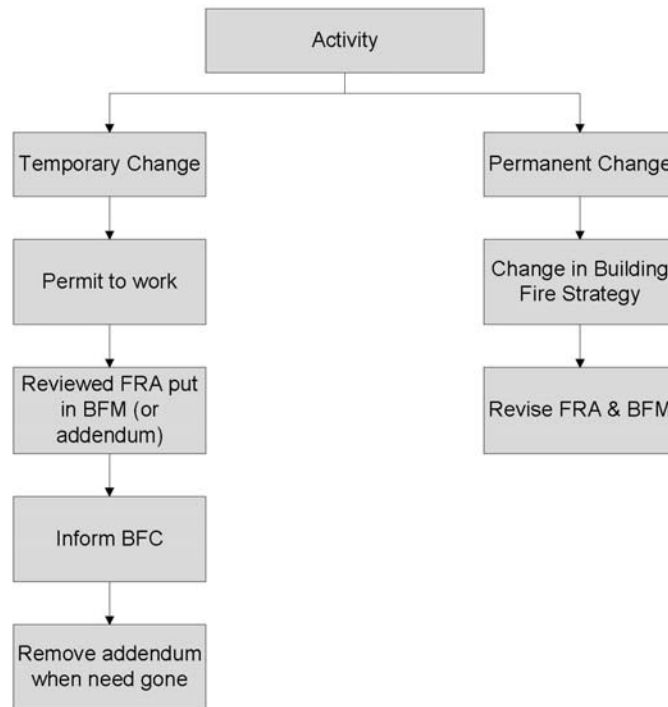 Activity
Temporary Change
Permanent Change
Permit to work
Change in Building
Fire Strategy
Reviewed FRA put
in BFM (or
addendum)
Revise FRA & BFM
Inform BFC
Remove addendum
when need gone